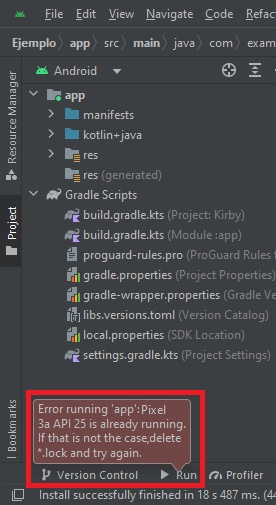 File Edit View Navigate Code
Ejemplo app src main java com exam
Android
app
manifests
kotlin+java
res
res (generated)
Gradle Scripts
build.gradle.kts (Project: Kirby)
build.gradle.kts (Module :app)
proguard-rules.pro (ProGuard Rules f
gradle.properties (Project Properties)
gradle-wrapper.properties (Gradle Ve
libs.versions.toml (Version Catalog)
local.properties (SDK Location)
settings.gradle.kts (Project Settings)
Resource Manager
Project
Bookmarks
Error running 'app':Pixel
3a API 25 is already running.
If that is not the case,delete
*.lock and try again.
Version Control Run Profiler
Install successfully finished in 18 s 487 ms. (44